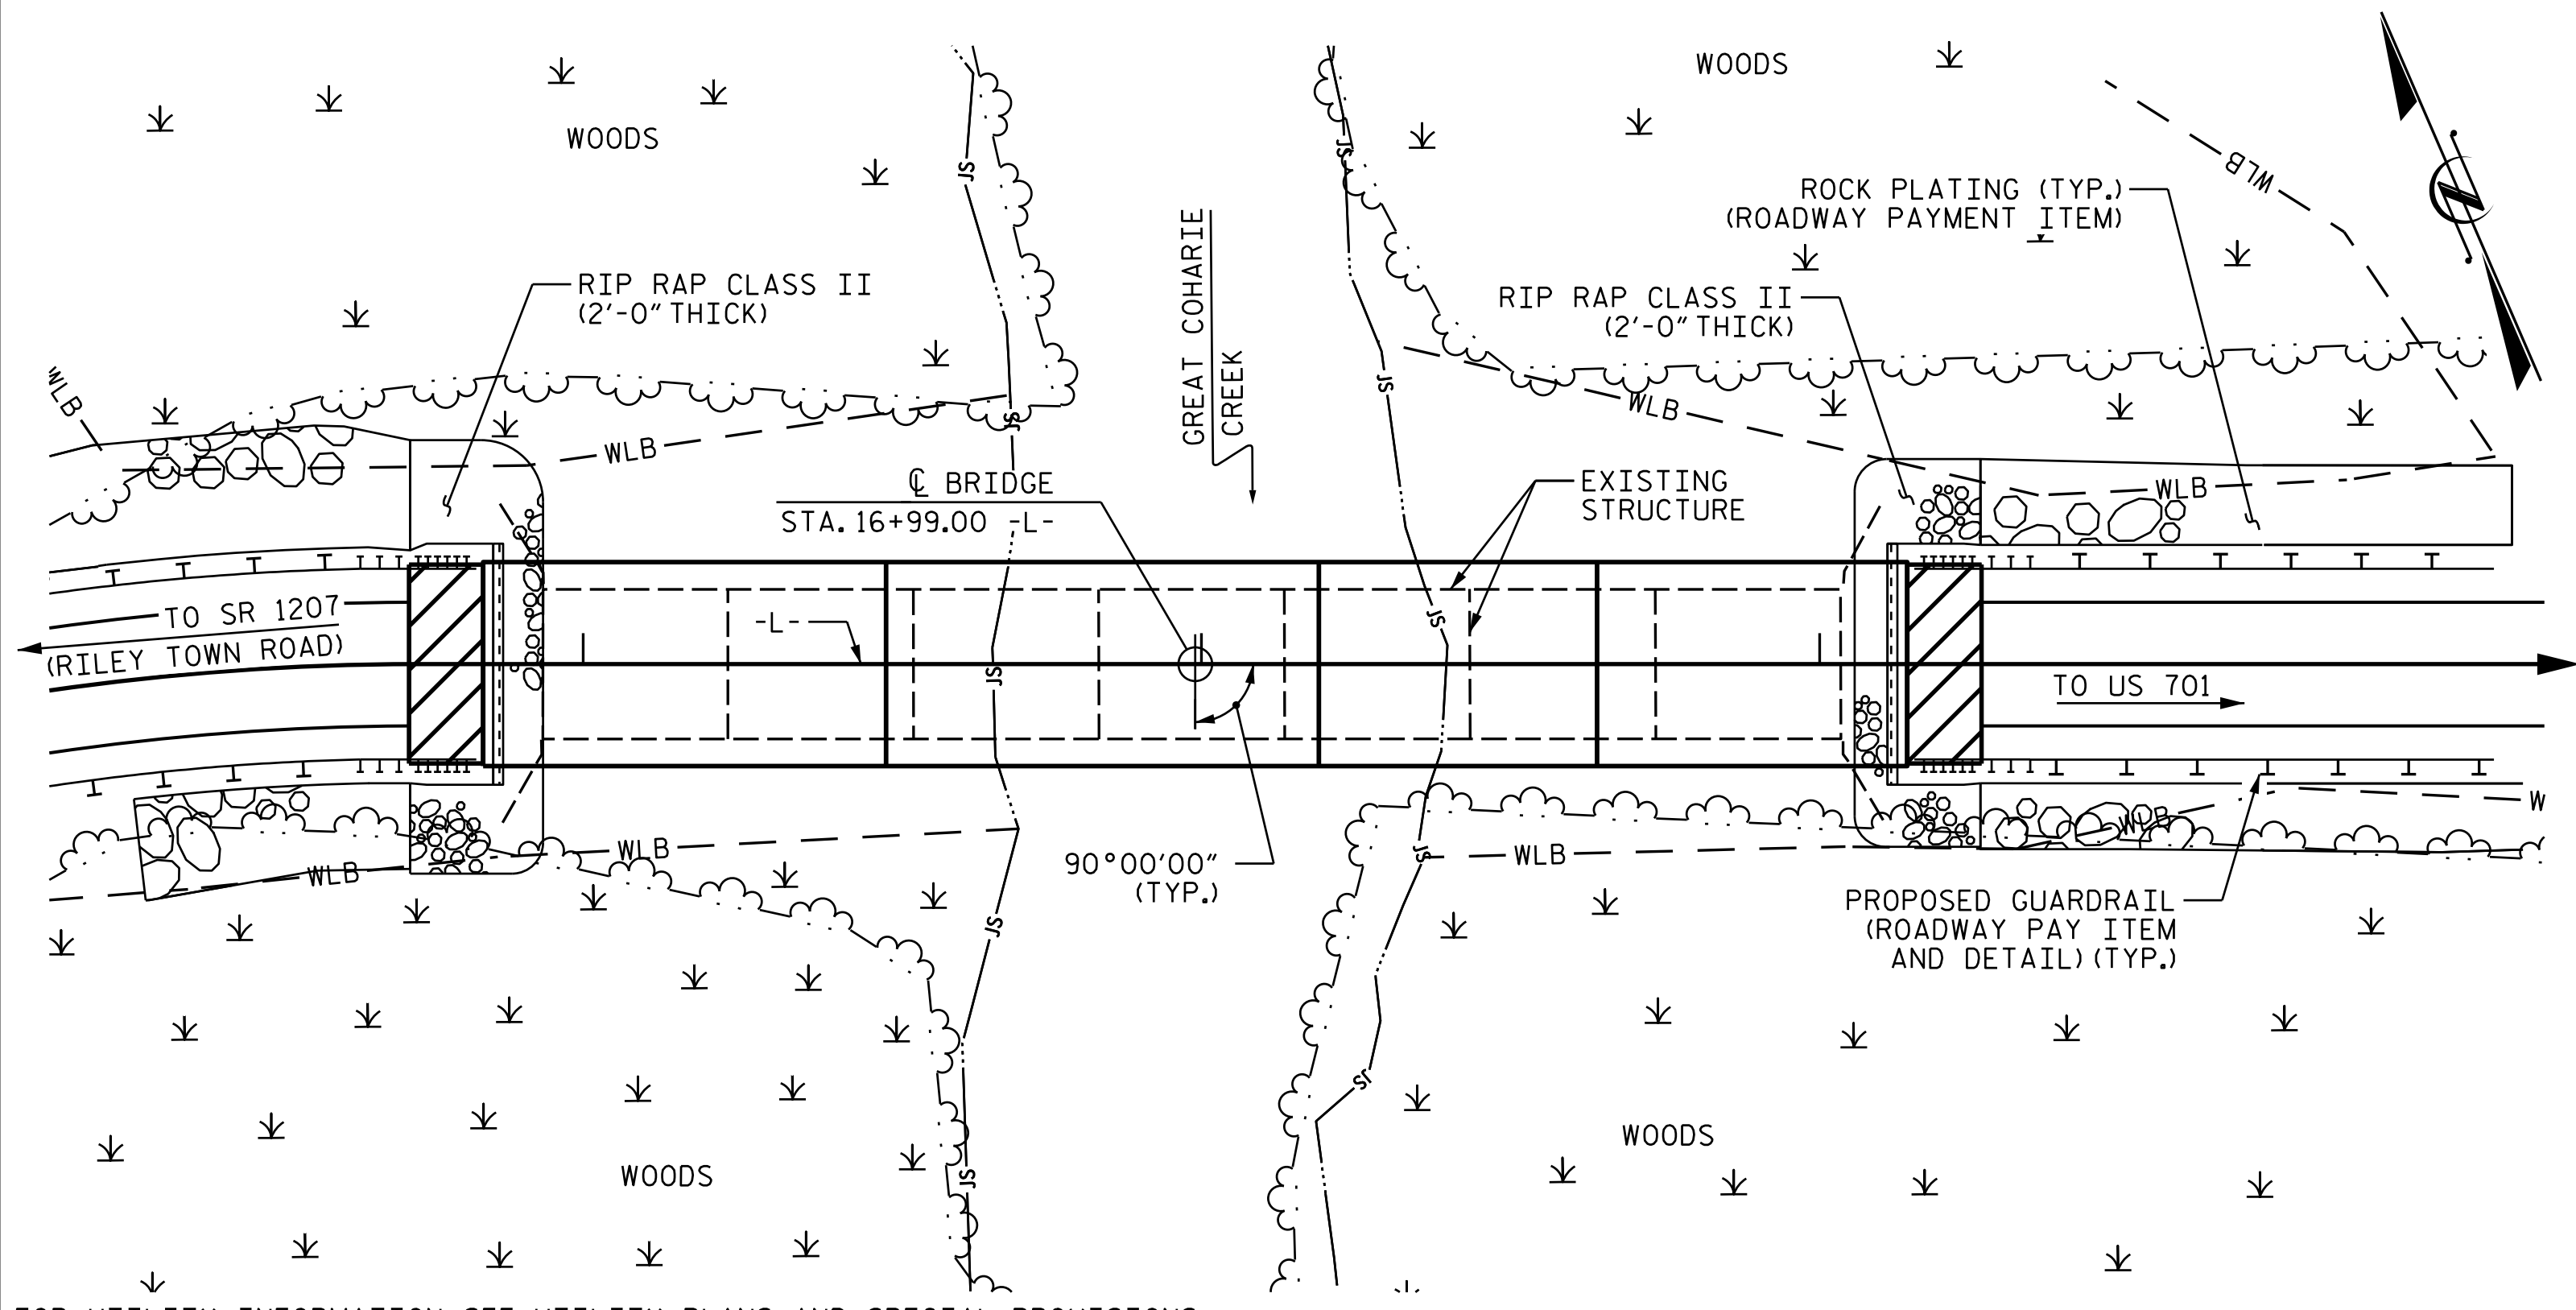 WOODS
WOODS
WLB
ROCK PLATING (TYP.)
(ROADWAY PAYMENT ITEM)
JS
JS
RIP RAP CLASS II
(2'-0" THICK)
RIP RAP CLASS II
(2'-0" THICK)
GREAT COHARIE
CREEK
WLB
JS
WLB
JS
WLB
℄ BRIDGE
STA. 16+99.00 -L-
EXISTING
STRUCTURE
WLB
TO SR 1207
(RILEY TOWN ROAD)
-L-
JS
JS
TO US 701
WLB
WLB
JS
WLB
WLB
90°00'00"
(TYP.)
W
PROPOSED GUARDRAIL
(ROADWAY PAY ITEM
AND DETAIL) (TYP.)
JS
JS
WOODS
WOODS
JS